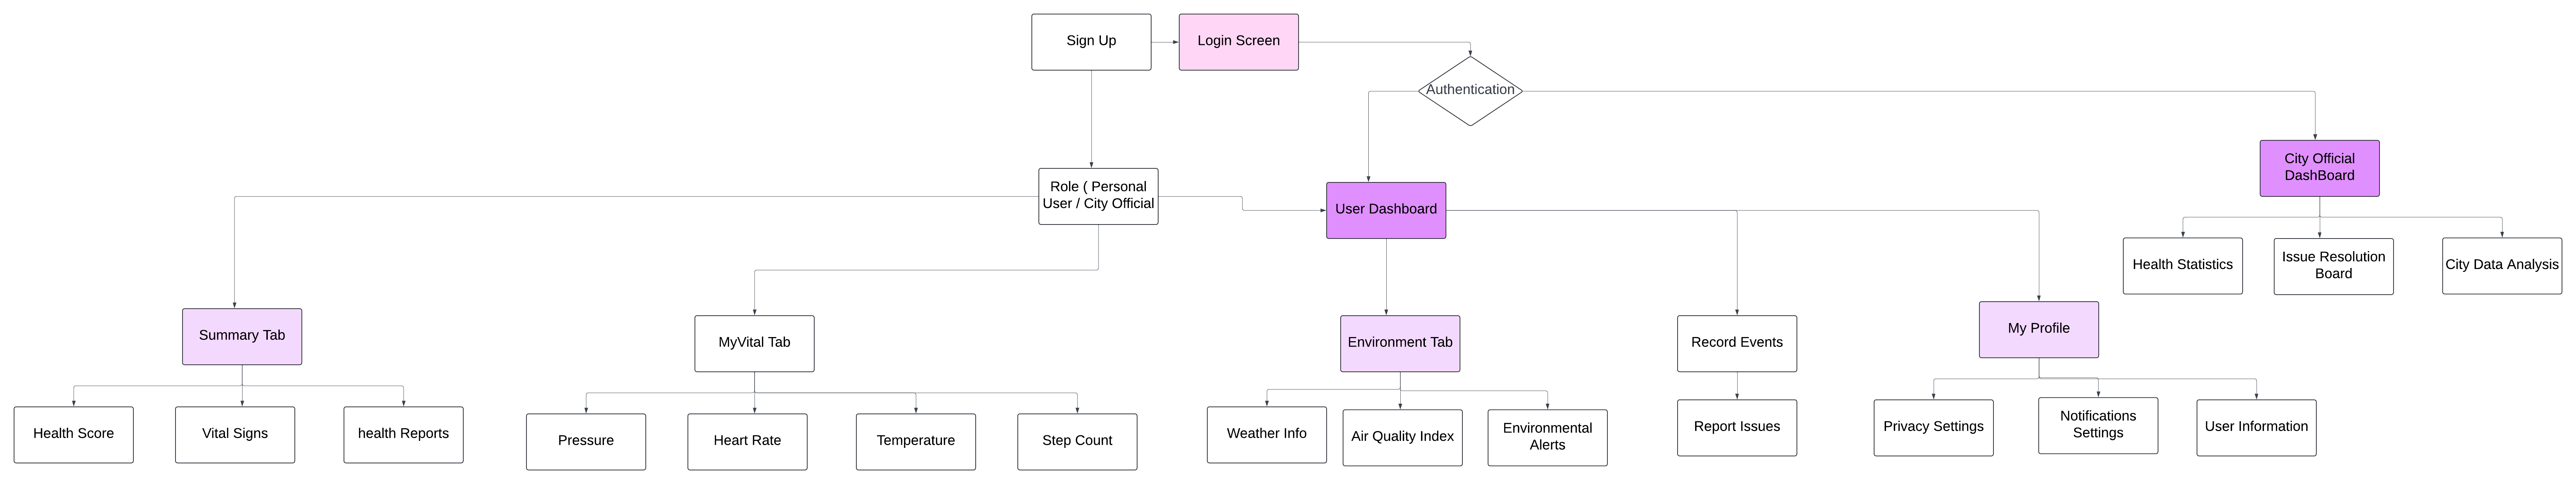 Sign Up
Login Screen
Authentication
City Official
DashBoard
Role ( Personal
User / City Official
User Dashboard
Health Statistics
Issue Resolution
Board
City Data Analysis
Summary Tab
MyVital Tab
Environment Tab
Record Events
My Profile
Health Score
Vital Signs
health Reports
Pressure
Heart Rate
Temperature
Step Count
Weather Info
Air Quality Index
Environmental
Alerts
Report Issues
Privacy Settings
Notifications
Settings
User Information